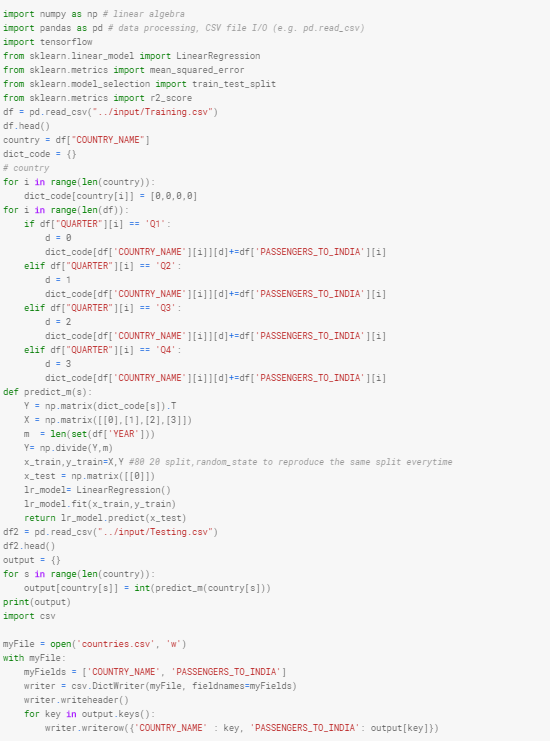 import numpy as np # linear algebra
import pandas as pd # data processing, CSV file I/O (e.g. pd.read_csv)
import tensorflow
from sklearn.linear_model import LinearRegression
from sklearn.metrics import mean_squared_error
from sklearn.model_selection import train_test_split
from sklearn.metrics import r2_score
df = pd.read_csv("../input/Training.csv")
df.head()
country = df["COUNTRY_NAME"]
dict_code = {}
# country
for i in range(len(country)):
    dict_code[country[i]] = [0,0,0,0]
for i in range(len(df)):
    if df["QUARTER"][i] == 'Q1':
        d = 0
        dict_code[df['COUNTRY_NAME'][i]][d]+=df['PASSENGERS_TO_INDIA'][i]
    elif df["QUARTER"][i] == 'Q2':
        d = 1
        dict_code[df['COUNTRY_NAME'][i]][d]+=df['PASSENGERS_TO_INDIA'][i]
    elif df["QUARTER"][i] == 'Q3':
        d = 2
        dict_code[df['COUNTRY_NAME'][i]][d]+=df['PASSENGERS_TO_INDIA'][i]
    elif df["QUARTER"][i] == 'Q4':
        d = 3
        dict_code[df['COUNTRY_NAME'][i]][d]+=df['PASSENGERS_TO_INDIA'][i]
def predict_m(s):
    Y = np.matrix(dict_code[s]).T
    X = np.matrix([[0],[1],[2],[3]])
    m  = len(set(df['YEAR']))
    Y= np.divide(Y,m)
    x_train,y_train=X,Y #80 20 split,random_state to reproduce the same split everytime
    x_test = np.matrix([[0]])
    lr_model= LinearRegression()
    lr_model.fit(x_train,y_train)
    return lr_model.predict(x_test)
df2 = pd.read_csv("../input/Testing.csv")
df2.head()
output = {}
for s in range(len(country)):
    output[country[s]] = int(predict_m(country[s]))
print(output)
import csv

myFile = open('countries.csv', 'w')
with myFile:
    myFields = ['COUNTRY_NAME', 'PASSENGERS_TO_INDIA']
    writer = csv.DictWriter(myFile, fieldnames=myFields)
    writer.writeheader()
    for key in output.keys():
        writer.writerow({'COUNTRY_NAME' : key, 'PASSENGERS_TO_INDIA': output[key]})